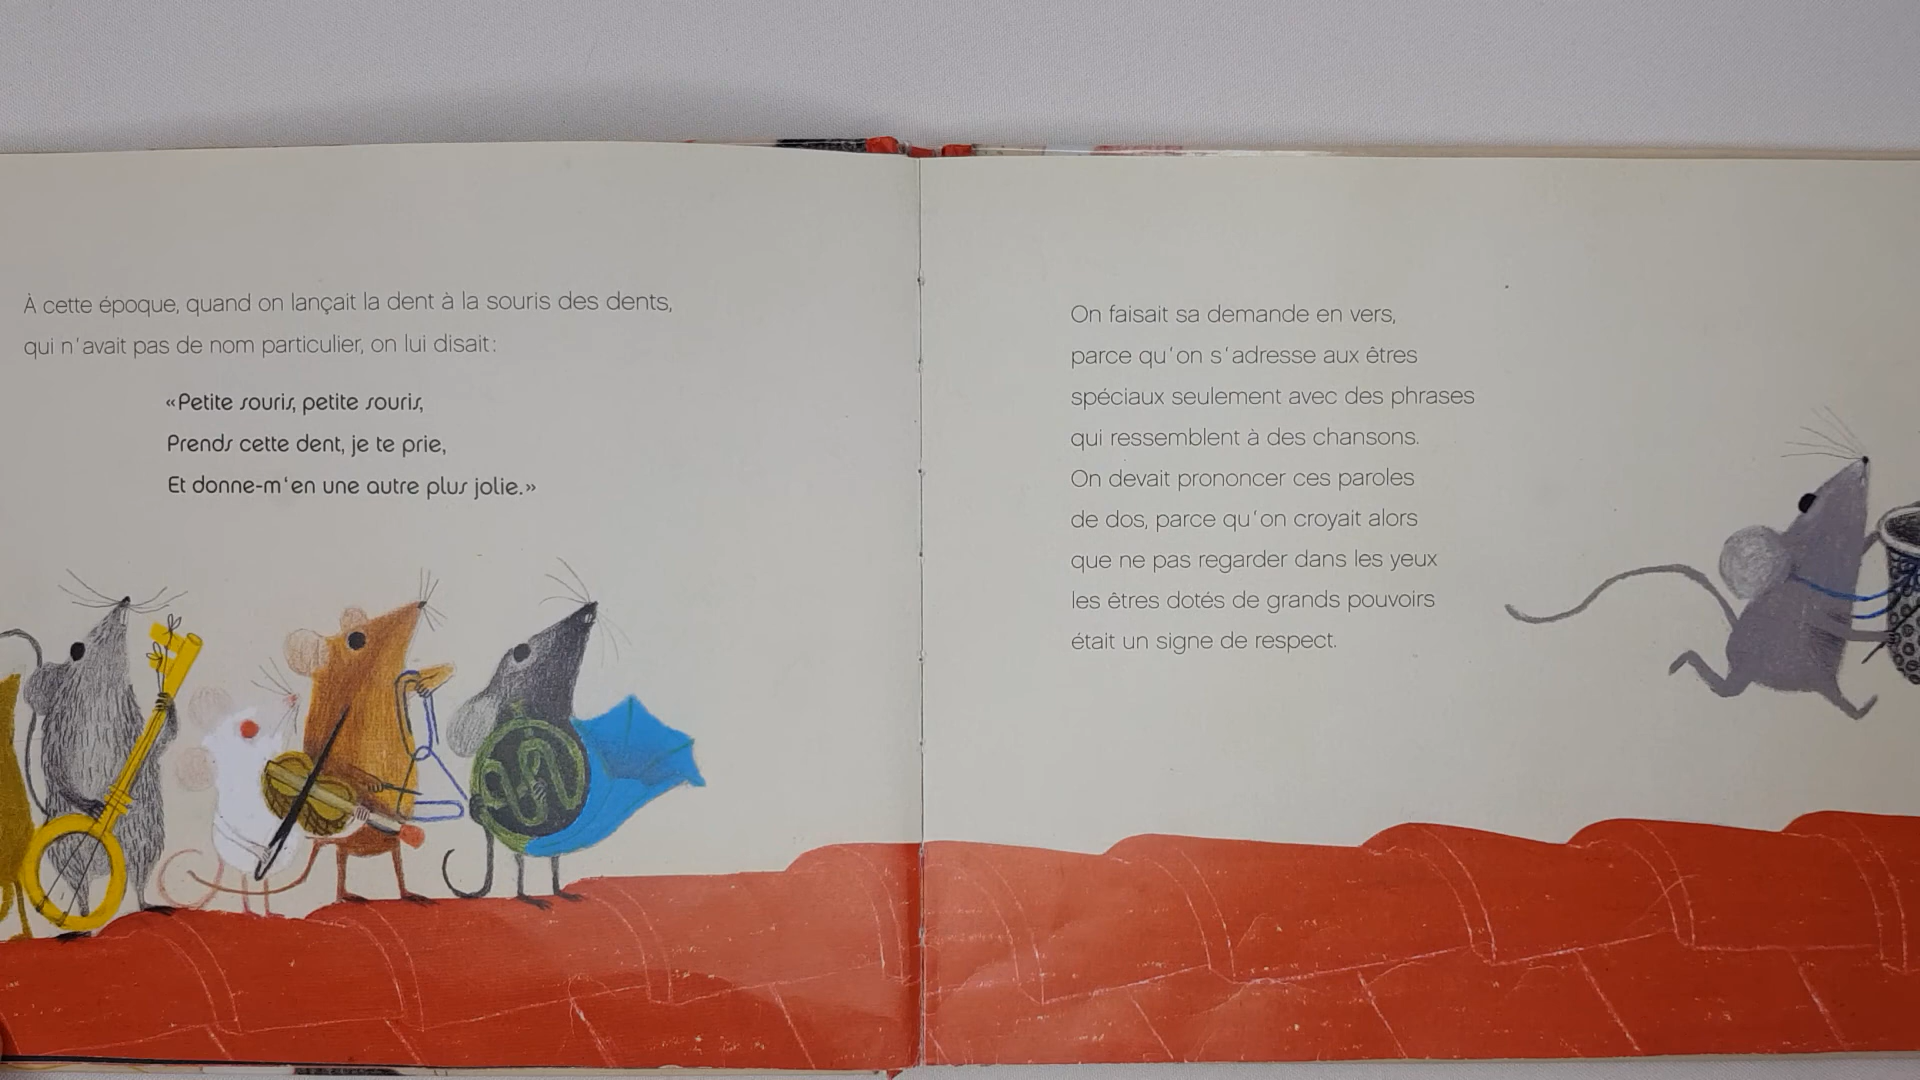 À cette époque, quand on lançait la dent à la souris des dents,
qui n'avait pas de nom particulier, on lui disait :
«Petite souris, petite souris,
Prends cette dent, je te prie,
Et donne-m'en une autre plus jolie.»
On faisait sa demande en vers,
parce qu'on s'adresse aux êtres
spéciaux seulement avec des phrases
qui ressemblent à des chansons.
On devait prononcer ces paroles
de dos, parce qu'on croyait alors
que ne pas regarder dans les yeux
les êtres dotés de grands pouvoirs
était un signe de respect.